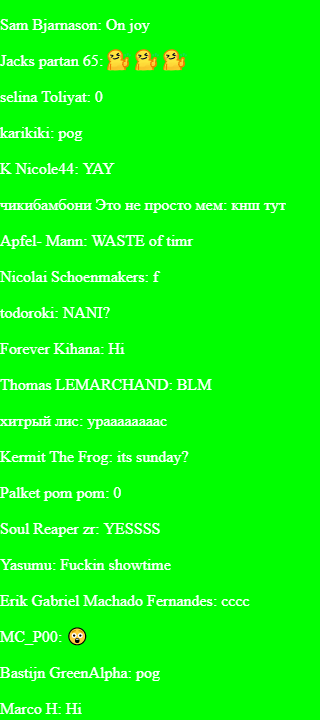 Sam Bjarnason: On joy
Jacks partan 65: 🙋 🙋 🙋
selina Toliyat: 0
karikiki: pog
K Nicole44: YAY
чикибамбони Это не просто мем: кнш тут
Apfel- Mann: WASTE of timr
Nicolai Schoenmakers: f
todoroki: NANI?
Forever Kihana: Hi
Thomas LEMARCHAND: BLM
хитрый лис: ураааааааас
Kermit The Frog: its sunday?
Palket pom pom: 0
Soul Reaper zr: YESSSS
Yasumu: Fuckin showtime
Erik Gabriel Machado Fernandes: cccc
MC_P00: 😲
Bastijn GreenAlpha: pog
Marco H: Hi